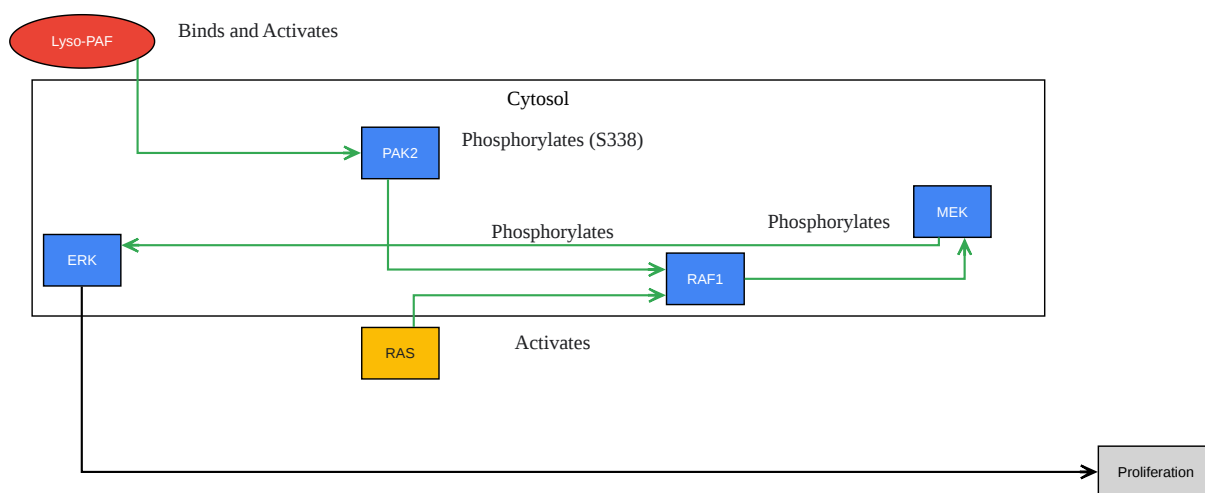 Lyso-PAF
Binds and Activates
Cytosol
PAK2
Phosphorylates (S338)
MEK
Phosphorylates
Phosphorylates
ERK
RAF1
RAS
Activates
Proliferation